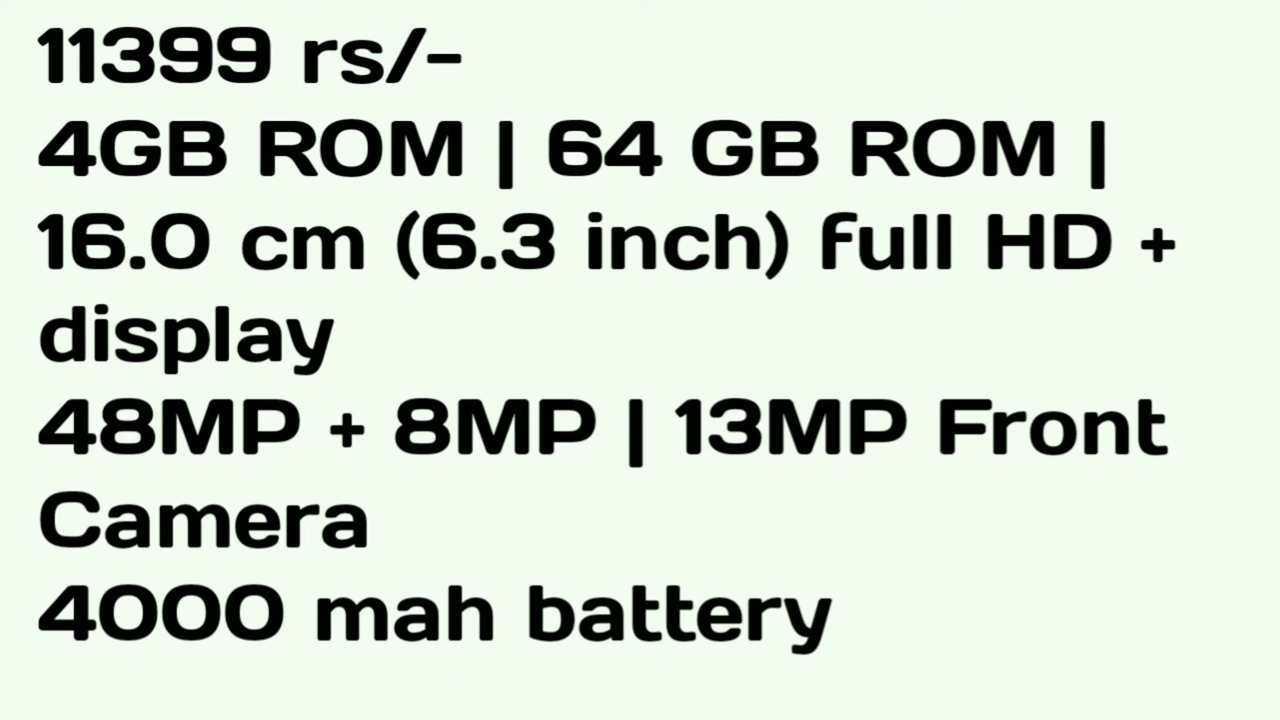 11399 rs/-
4GB ROM | 64 GB ROM |
16.0 cm (6.3 inch) full HD +
display
48MP + 8MP | 13MP Front
Camera
4000 mah battery